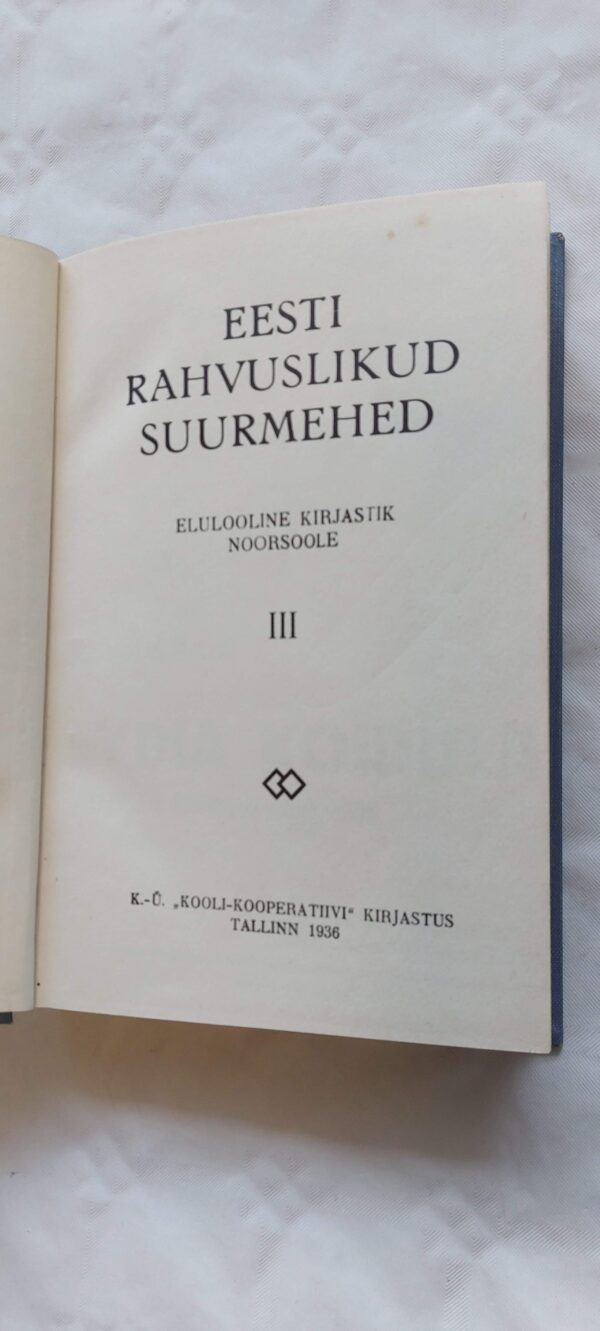 EESTI
RAHVUSLIKUD
SUURMEHED
ELULOOLINE KIRJASTIK
NOORSOOLE
III
K.-Ü. „KOOLI-KOOPERATIIVI“ KIRJASTUS
TALLINN 1936